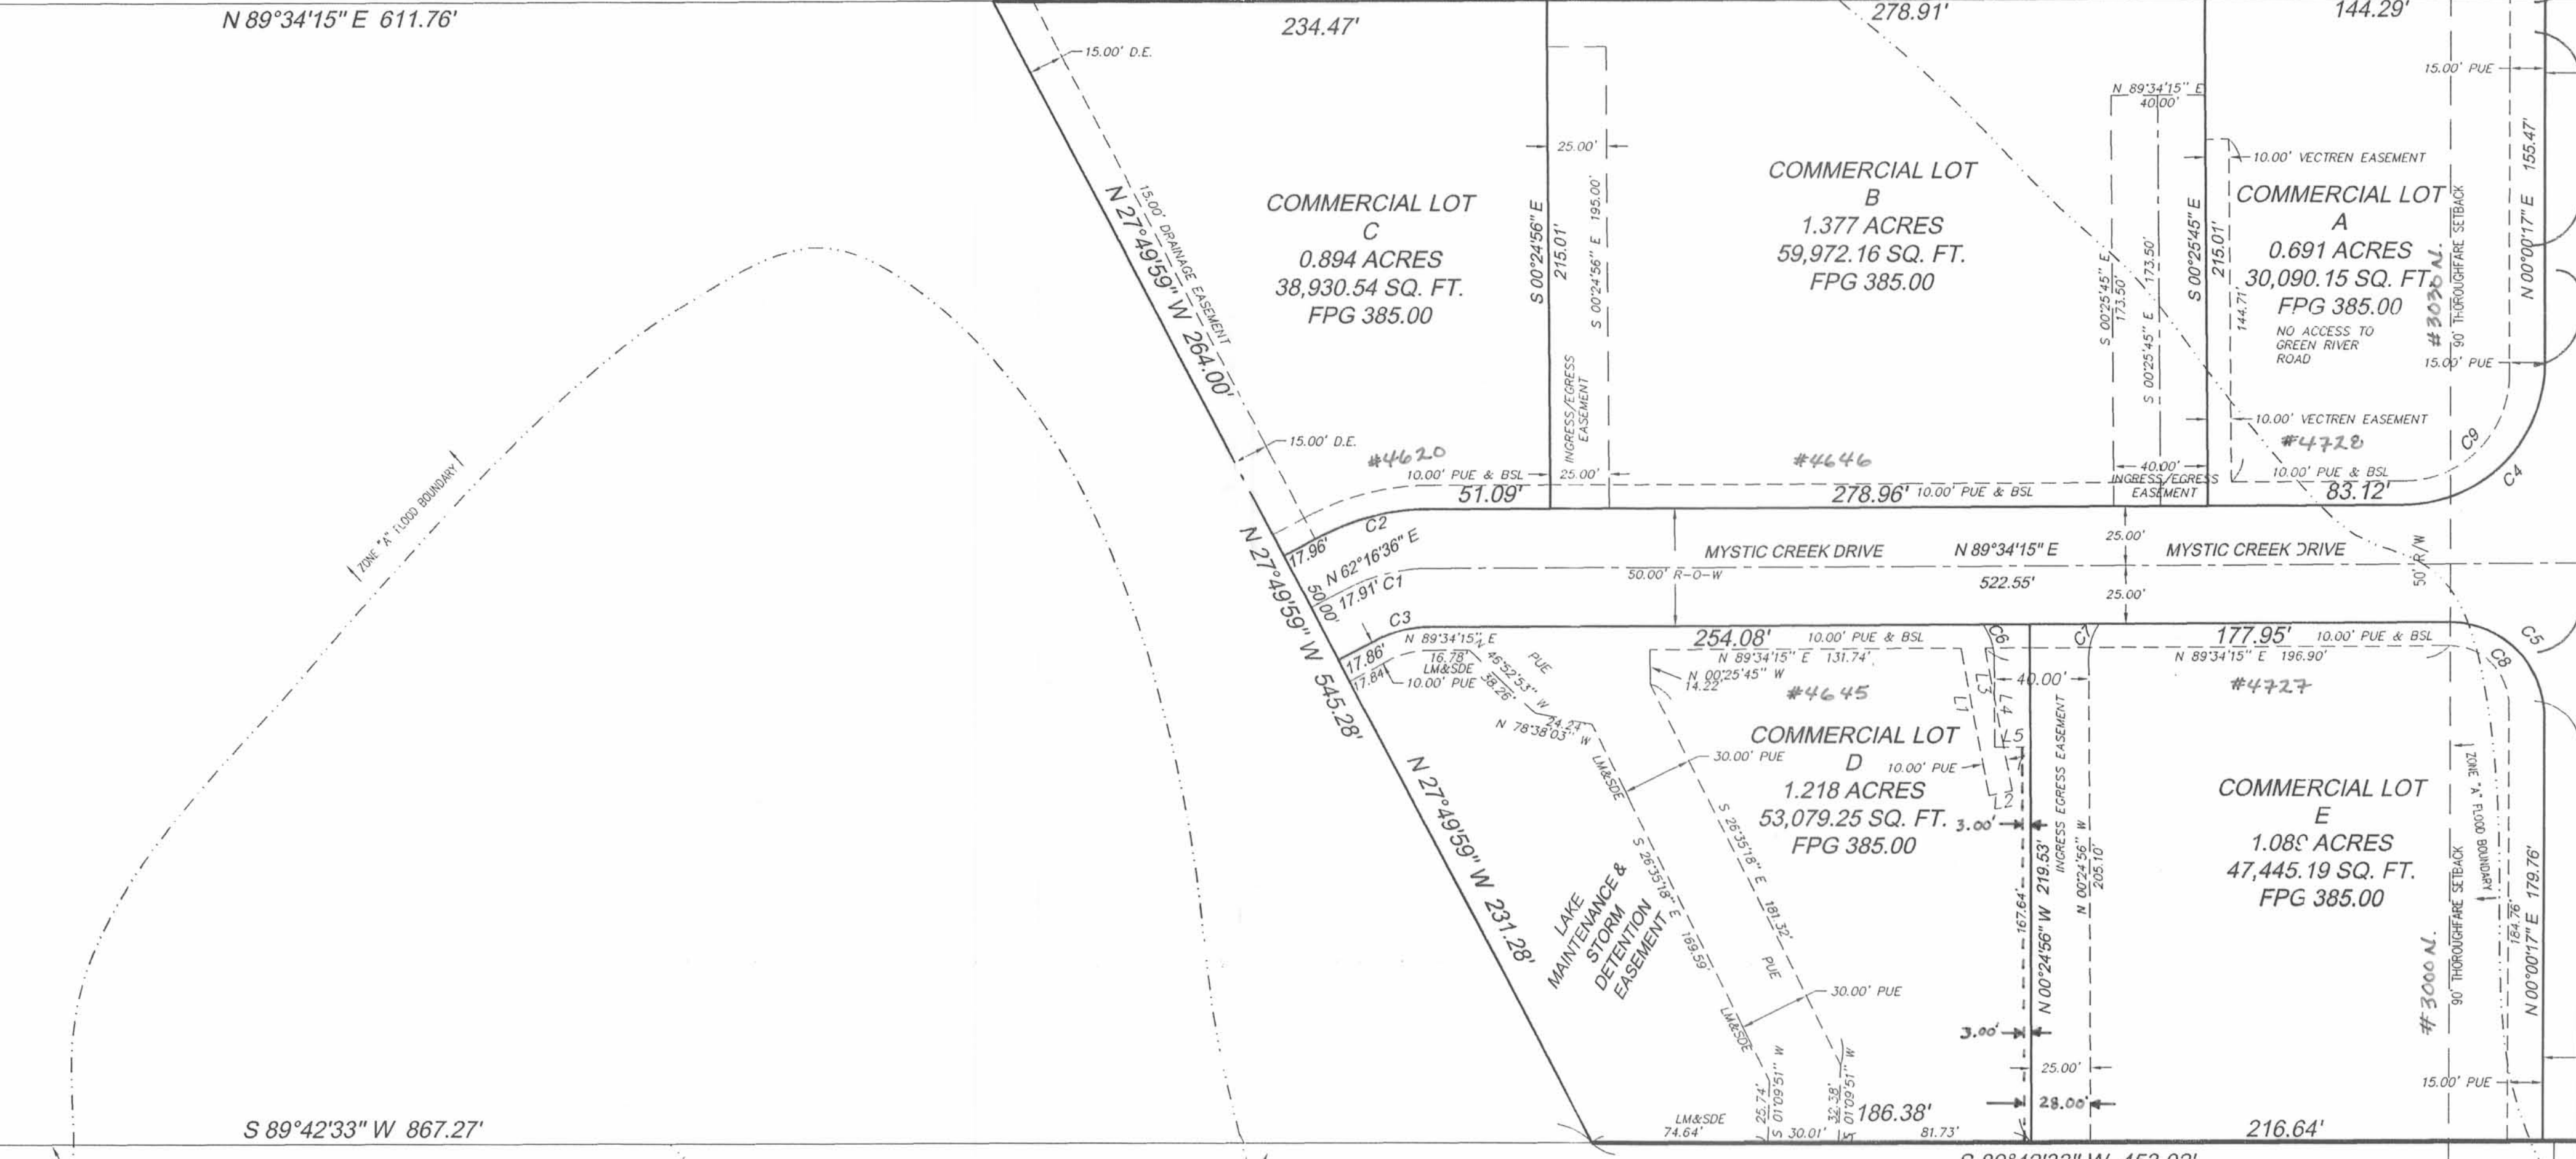 N 89°34'15" E 611.76'
234.47'
278.91'
144.29'
15.00' D.E.
15.00' PUE
N 89°34'15" E
40.00'
25.00'
10.00' VECTREN EASEMENT
N 00°00'17" E 155.47'
COMMERCIAL LOT
C
0.894 ACRES
38,930.54 SQ. FT.
FPG 385.00
COMMERCIAL LOT
B
1.377 ACRES
59,972.16 SQ. FT.
FPG 385.00
COMMERCIAL LOT
A
0.691 ACRES
30,090.15 SQ. FT.
FPG 385.00
NO ACCESS TO
GREEN RIVER
ROAD
#3030 N.
90' THOROUGHFARE SETBACK
15.00' PUE
15.00' DRAINAGE EASEMENT
N 27°49'59" W 264.00'
S 00°24'56" E
215.01'
S 00°24'56" E 195.00'
INGRESS/EGRESS
EASEMENT
S 00°25'45" E
173.50'
S 00°25'45" E 173.50'
S 00°25'45" E
215.01'
144.71'
10.00' VECTREN EASEMENT
15.00' D.E.
#4620
#4646
#4728
C9
C4
10.00' PUE & BSL
25.00'
40.00'
INGRESS/EGRESS
EASEMENT
10.00' PUE & BSL
51.09'
278.96' 10.00' PUE & BSL
83.12'
ZONE "A" FLOOD BOUNDARY
C2
17.96'
N 62°16'36" E
17.91' C1
50.00'
N 27°49'59" W 545.28'
MYSTIC CREEK DRIVE
N 89°34'15" E
MYSTIC CREEK DRIVE
25.00'
50' R/W
50.00' R-O-W
522.55'
25.00'
C3
17.86'
17.84'
N 89°34'15" E
16.78'
LM&SDE
10.00' PUE
N 46°52'53" W
38.26'
PUE
24.24'
N 78°38'03" W
254.08'
10.00' PUE & BSL
N 89°34'15" E 131.74'
N 00°25'45" W
14.22'
#4645
C6
C7
177.95'
10.00' PUE & BSL
C5
C8
N 89°34'15" E 196.90'
#4727
L3
L4
L1
L5
L2
40.00'
COMMERCIAL LOT
D
1.218 ACRES
53,079.25 SQ. FT.
FPG 385.00
30.00' PUE
10.00' PUE
3.00'
INGRESS EGRESS EASEMENT
N 00°24'56" W
205.10'
N 00°24'56" W 219.53'
167.64'
COMMERCIAL LOT
E
ACRES
47,445.19 SQ. FT.
FPG 385.00
ZONE "A" FLOOD BOUNDARY
90' THOROUGHFARE SETBACK
#3000 N.
184.76'
N 00°00'17" E 179.76'
N 27°49'59" W 231.28'
LM&SDE
S 26°35'18" E
169.59'
S 26°35'18" E
181.32'
PUE
LAKE
MAINTENANCE &
STORM
DETENTION
EASEMENT
LM&SDE
30.00' PUE
3.00'
25.00'
28.00'
15.00' PUE
25.74'
S 01°09'51" W
32.38'
S 01°09'51" W
186.38'
LM&SDE
74.64'
30.01'
81.73'
216.64'
S 89°42'33" W 867.27'